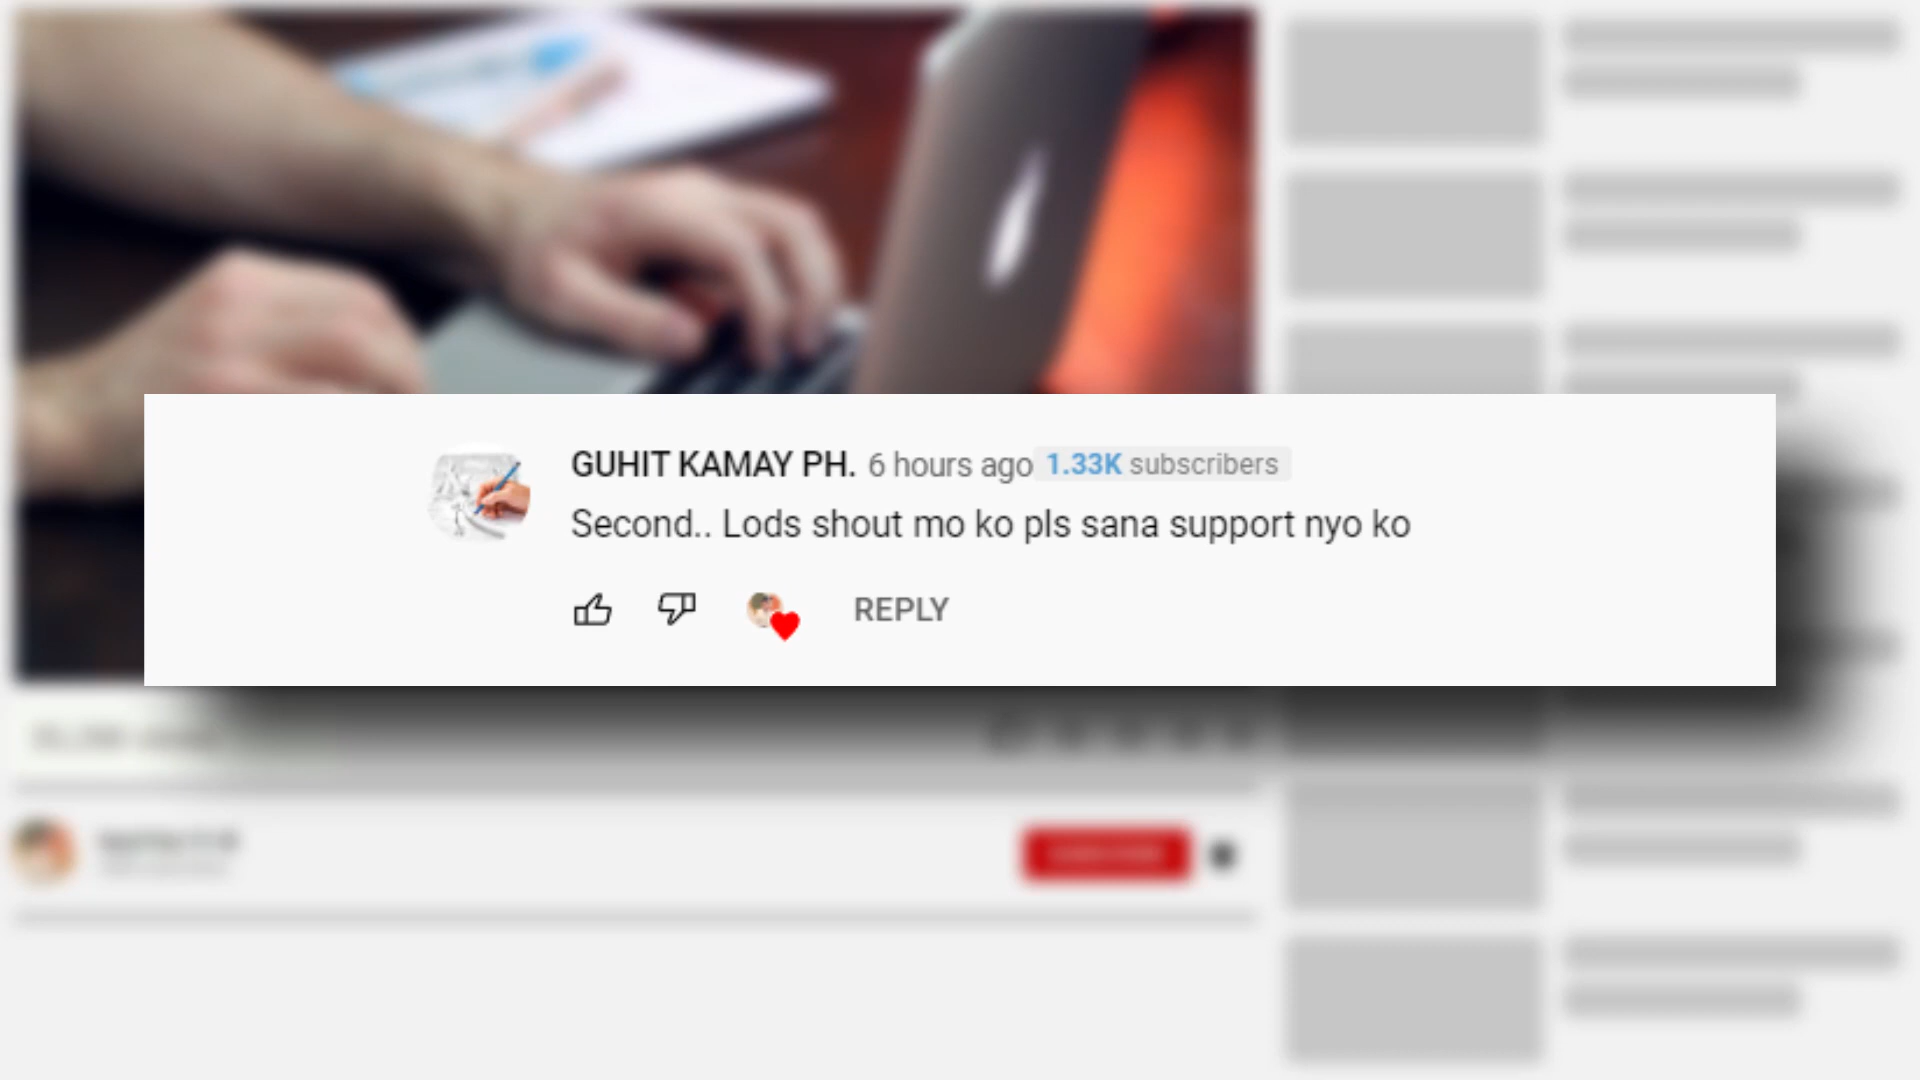 GUHIT KAMAY PH. 6 hours ago 1.33K subscribers
Second.. Lods shout mo ko pls sana support nyo ko
REPLY